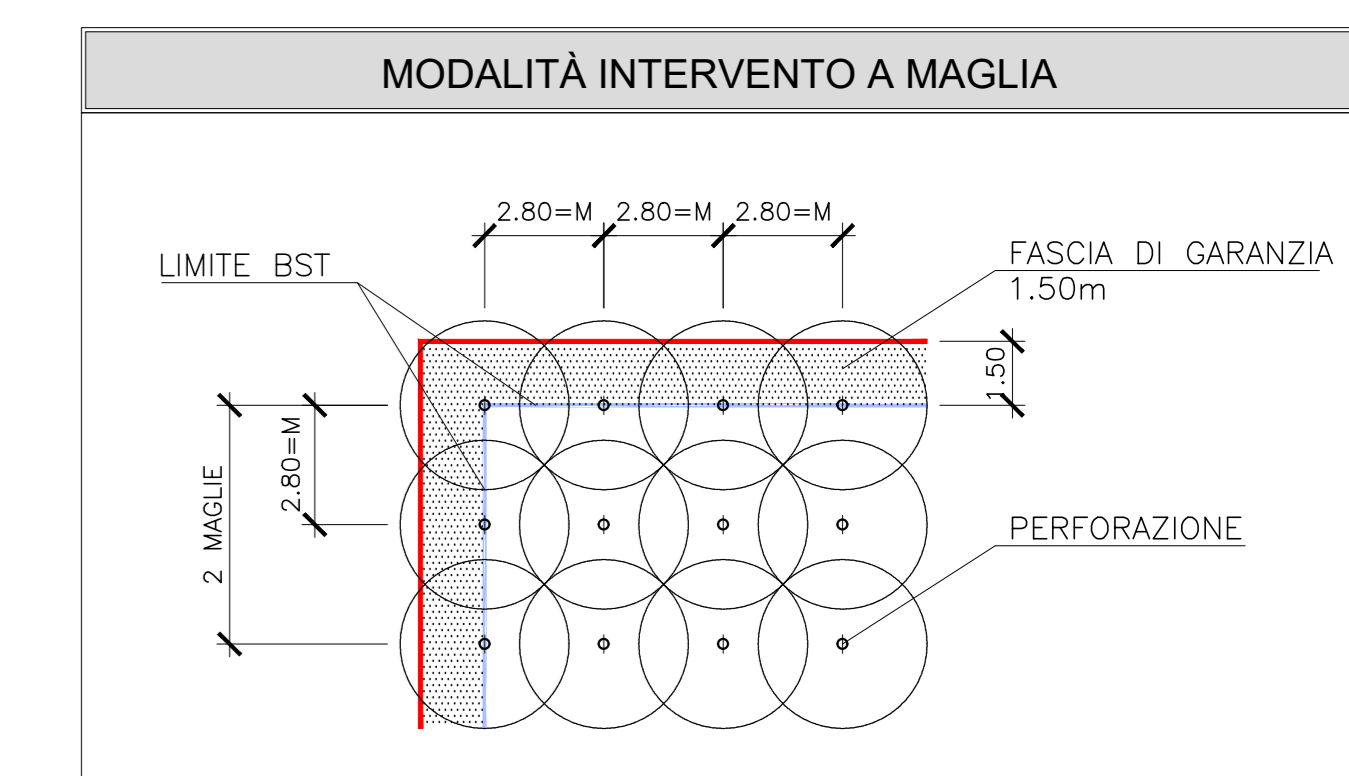 MODALITÀ INTERVENTO A MAGLIA
2.80=M 2.80=M 2.80=M
LIMITE BST
FASCIA DI GARANZIA
1.50m
1.50
2.80=M
2 MAGLIE
PERFORAZIONE